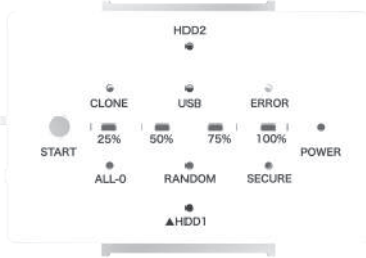 HDD2
CLONE USB ERROR
25% 50% 75% 100%
START POWER
ALL-0 RANDOM SECURE
▲HDD1